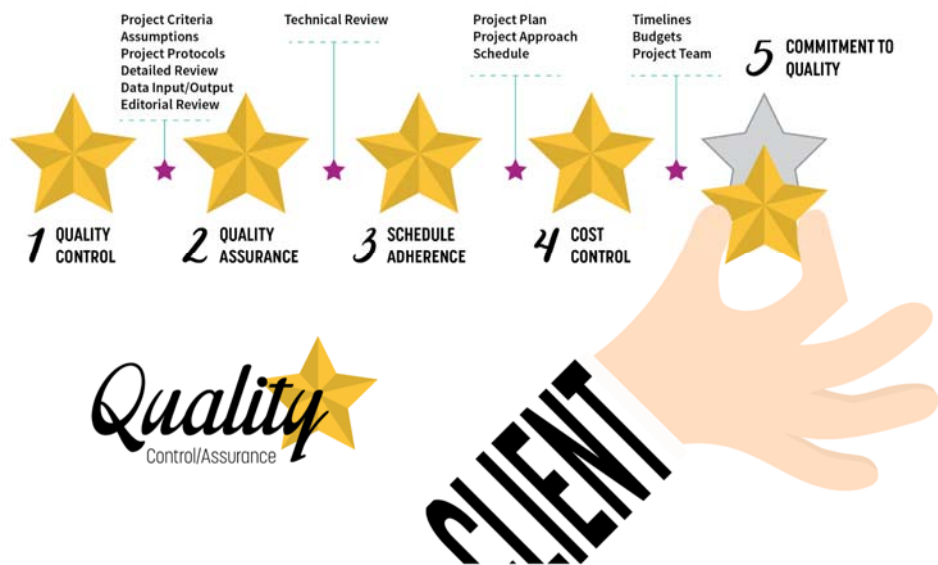 Project Criteria
Assumptions
Project Protocols
Detailed Review
Data Input/Output
Editorial Review
Technical Review
Project Plan
Project Approach
Schedule
Timelines
Budgets
Project Team
5 COMMITMENT TO
QUALITY
1 QUALITY
CONTROL
2 QUALITY
ASSURANCE
3 SCHEDULE
ADHERENCE
4 COST
CONTROL
Quality
Control/Assurance
CLIENT